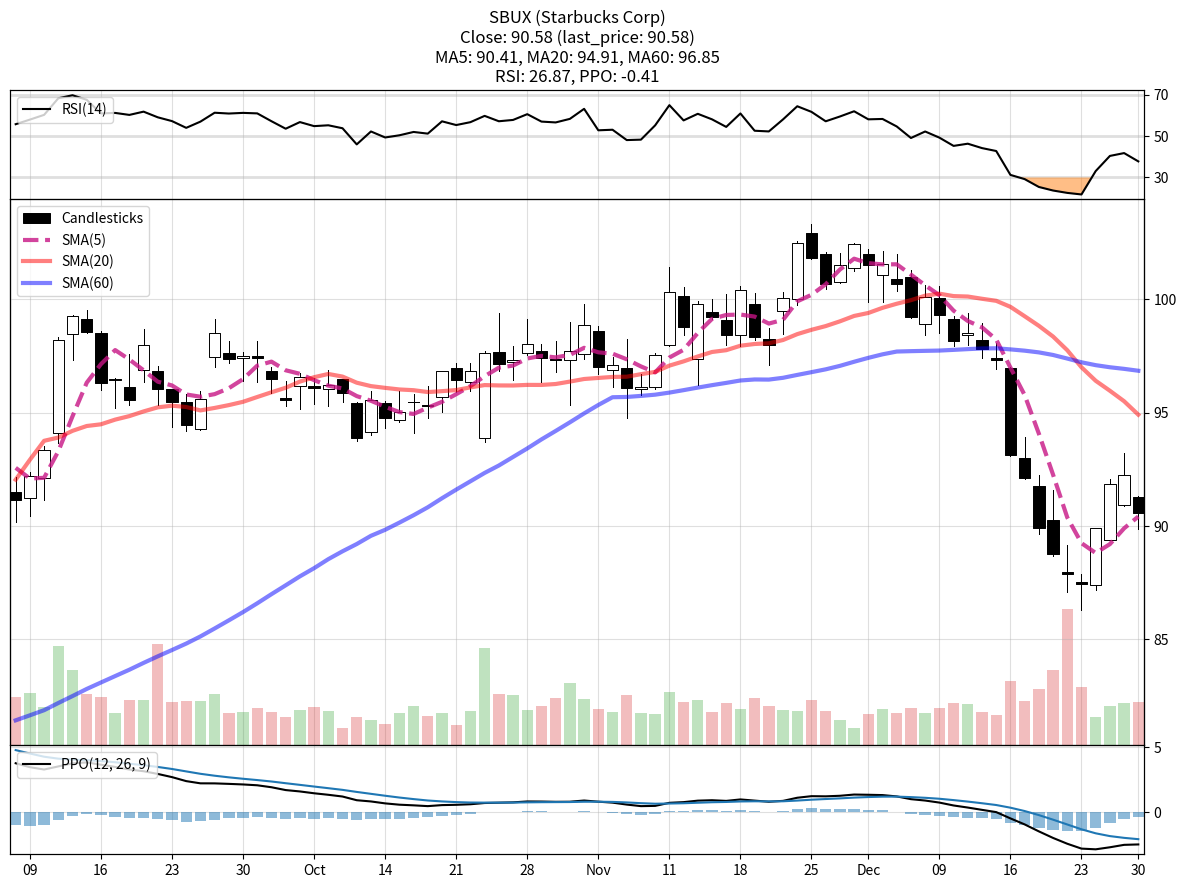 SBUX (Starbucks Corp)
Close: 90.58 (last_price: 90.58)
MA5: 90.41, MA20: 94.91, MA60: 96.85
RSI: 26.87, PPO: -0.41
RSI(14)
70
50
30
Candlesticks
SMA(5)
SMA(20)
SMA(60)
100
95
90
85
PPO(12, 26, 9)
5
0
09 16 23 30 Oct 14 21 28 Nov 11 18 25 Dec 09 16 23 30